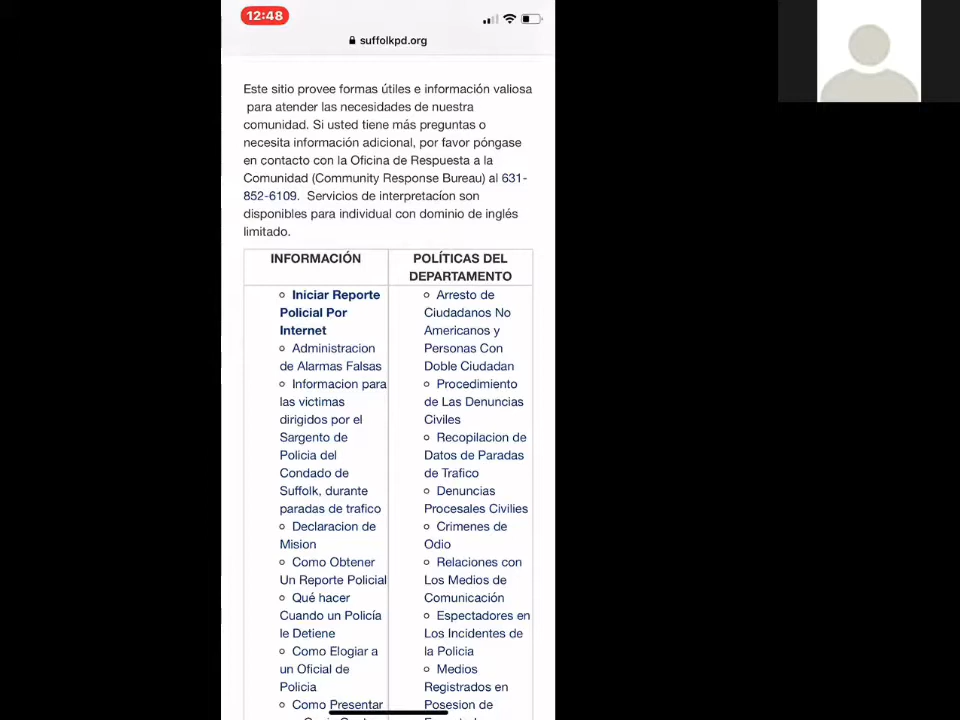 12:48
suffolkpd.org
Este sitio provee formas útiles e información valiosa
para atender las necesidades de nuestra
comunidad. Si usted tiene más preguntas o
necesita información adicional, por favor póngase
en contacto con la Oficina de Respuesta a la
Comunidad (Community Response Bureau) al 631-
852-6109. Servicios de interpretacíon son
disponibles para individual con dominio de inglés
limitado.
INFORMACIÓN
Iniciar Reporte
Policial Por
Internet
Administracion
de Alarmas Falsas
Informacion para
las victimas
dirigidos por el
Sargento de
Policia del
Condado de
Suffolk, durante
paradas de trafico
Declaracion de
Mision
Como Obtener
Un Reporte Policial
Qué hacer
Cuando un Policía
le Detiene
Como Elogiar a
un Oficial de
Policia
Como Presentar
POLÍTICAS DEL
DEPARTAMENTO
Arresto de
Ciudadanos No
Americanos y
Personas Con
Doble Ciudadan
Procedimiento
de Las Denuncias
Civiles
Recopilacion de
Datos de Paradas
de Trafico
Denuncias
Procesales Civilies
Crimenes de
Odio
Relaciones con
Los Medios de
Comunicación
Espectadores en
Los Incidentes de
la Policia
Medios
Registrados en
Posesion de